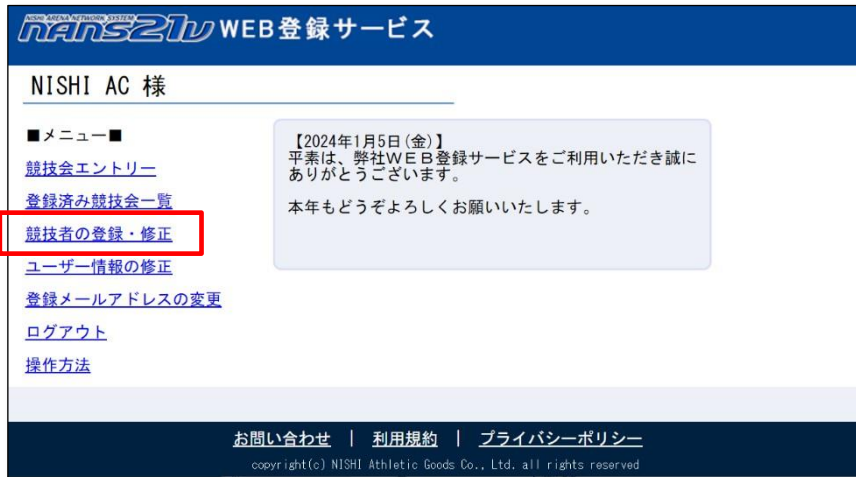 NISHI ARENA NETWORK SYSTEM
NANS21V WEB登録サービス
NISHI AC 様
■メニュー■
競技会エントリー
登録済み競技会一覧
競技者の登録・修正
ユーザー情報の修正
登録メールアドレスの変更
ログアウト
操作方法
【2024年1月5日(金)】
平素は、弊社WEB登録サービスをご利用いただき誠に
ありがとうございます。
本年もどうぞよろしくお願いいたします。
お問い合わせ | 利用規約 | プライバシーポリシー
copyright(c) NISHI Athletic Goods Co., Ltd. all rights reserved